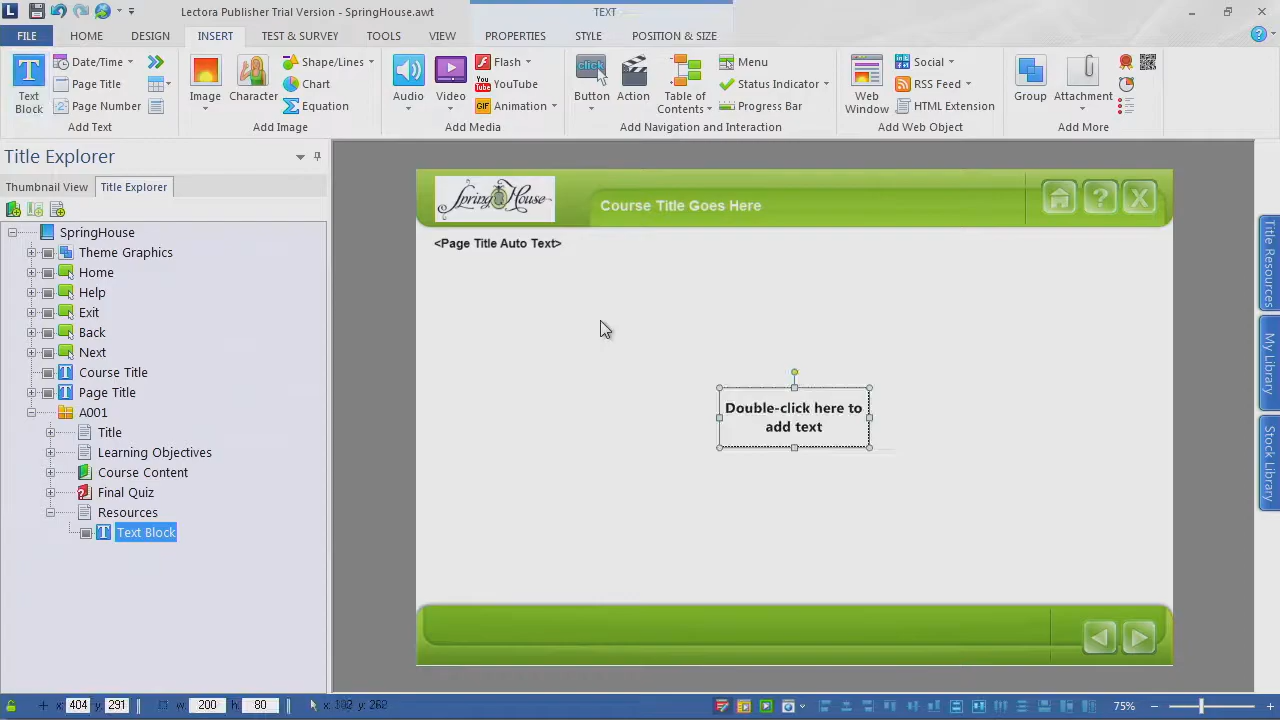 Lectora Publisher Trial Version - SpringHouse.awt
TEXT
FILE
HOME
DESIGN
INSERT
TEST & SURVEY
TOOLS
VIEW
PROPERTIES
STYLE
POSITION & SIZE
Text Block
Date/Time
Page Title
Page Number
Add Text
Image
Character
Shape/Lines
Chart
Equation
Add Image
Audio
Video
Flash
You Tube
YouTube
GIF
Animation
Add Media
click
Button
Action
Table of Contents
Menu
Status Indicator
Progress Bar
Add Navigation and Interaction
Web Window
Social
RSS Feed
HTML Extension
Add Web Object
Group
Attachment
Add More
Title Explorer
Thumbnail View
Title Explorer
SpringHouse
Theme Graphics
Home
Help
Exit
Back
Next
Course Title
Page Title
A001
Title
Learning Objectives
Course Content
Final Quiz
Resources
Text Block
Spring House
Course Title Goes Here
?
X
<Page Title Auto Text>
Double-click here to
add text
Title Resources
My Library
Stock Library
x: 404 y: 291
w: 200 h: 80
75%